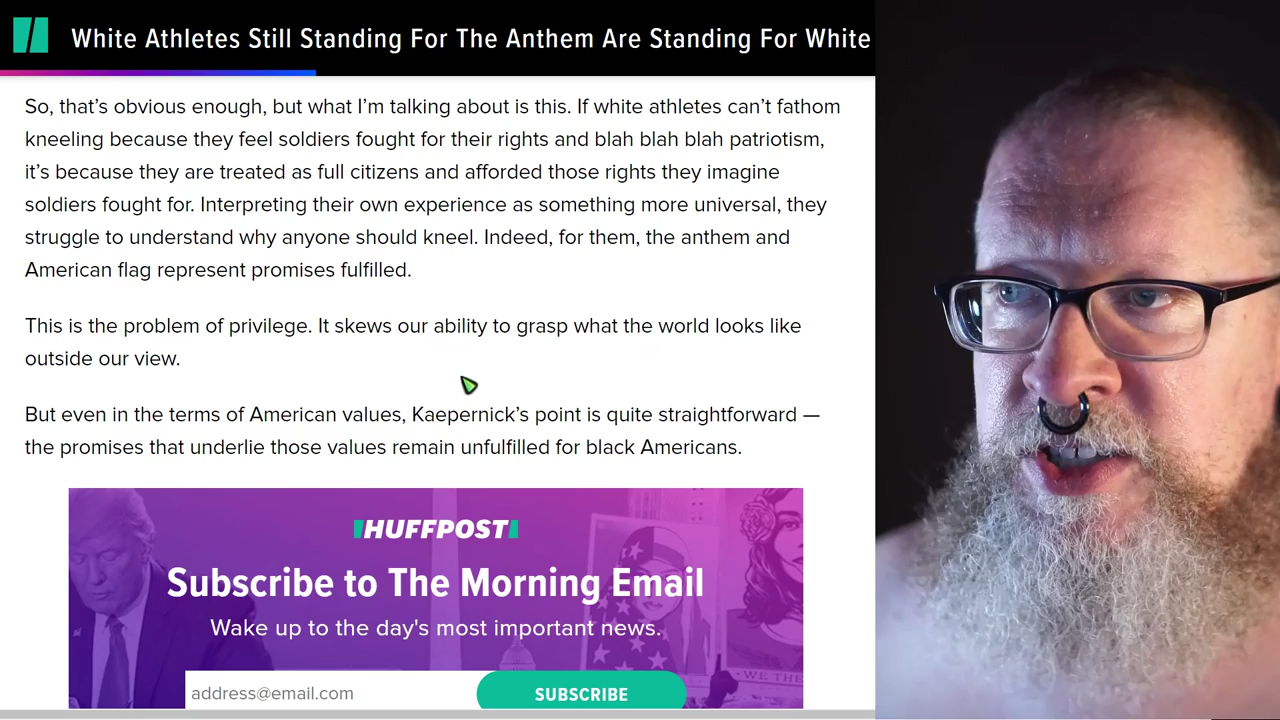 White Athletes Still Standing For The Anthem Are Standing For White
So, that’s obvious enough, but what I’m talking about is this. If white athletes can’t fathom
kneeling because they feel soldiers fought for their rights and blah blah blah patriotism,
it’s because they are treated as full citizens and afforded those rights they imagine
soldiers fought for. Interpreting their own experience as something more universal, they
struggle to understand why anyone should kneel. Indeed, for them, the anthem and
American flag represent promises fulfilled.
This is the problem of privilege. It skews our ability to grasp what the world looks like
outside our view.
But even in the terms of American values, Kaepernick’s point is quite straightforward —
the promises that underlie those values remain unfulfilled for black Americans.
HUFFPOST
Subscribe to The Morning Email
Wake up to the day's most important news.
address@email.com
SUBSCRIBE
WE THE